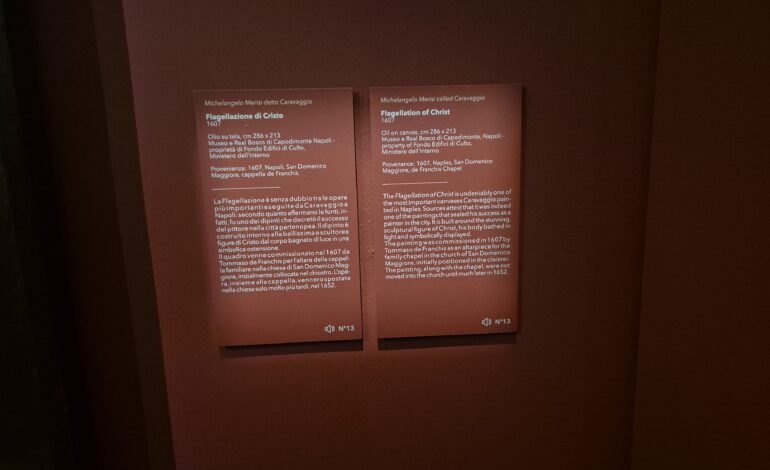 Michelangelo Merisi detto Caravaggio
Flagellazione di Cristo
1607
Olio su tela, cm 286 x 213
Museo e Real Bosco di Capodimonte Napoli -
proprietà di Fondo Edifici di Culto,
Ministero dell'Interno
Provenienza: 1607, Napoli, San Domenico
Maggiore, cappella de Franchis
La Flagellazione è senza dubbio tra le opere
più importanti eseguite da Caravaggio a
Napoli: secondo quanto affermano le fonti, in-
fatti, fu uno dei dipinti che decretò il successo
del pittore nella città partenopea. Il dipinto è
costruito intorno alla bellissima e scultorea
figura di Cristo dal corpo bagnato di luce in una
simbolica ostensione.
Il quadro venne commissionato nel 1607 da
Tommaso de Franchis per l'altare della cappel-
la familiare nella chiesa di San Domenico Mag-
giore, inizialmente collocata nel chiostro. L'ope-
ra, insieme alla cappella, vennero spostate
nella chiesa solo molto più tardi, nel 1652.
N°13
Michelangelo Merisi called Caravaggio
Flagellation of Christ
1607
Oil on canvas, cm 286 x 213
Museo e Real Bosco di Capodimonte, Napoli -
property of Fondo Edifici di Culto,
Ministero dell'Interno
Provenance: 1607, Naples, San Domenico
Maggiore, de Franchis Chapel
The Flagellation of Christ is undeniably one of
the most important canvases Caravaggio pain-
ted in Naples. Sources attest that it was indeed
one of the paintings that sealed his success as a
painter in the city. It is built around the stunning,
sculptural figure of Christ, his body bathed in
light and symbolically displayed.
The painting was commissioned in 1607 by
Tommaso de Franchis as an altarpiece for the
family chapel in the church of San Domenico
Maggiore, initially positioned in the cloister.
The painting, along with the chapel, were not
moved into the church until much later in 1652.
N°13